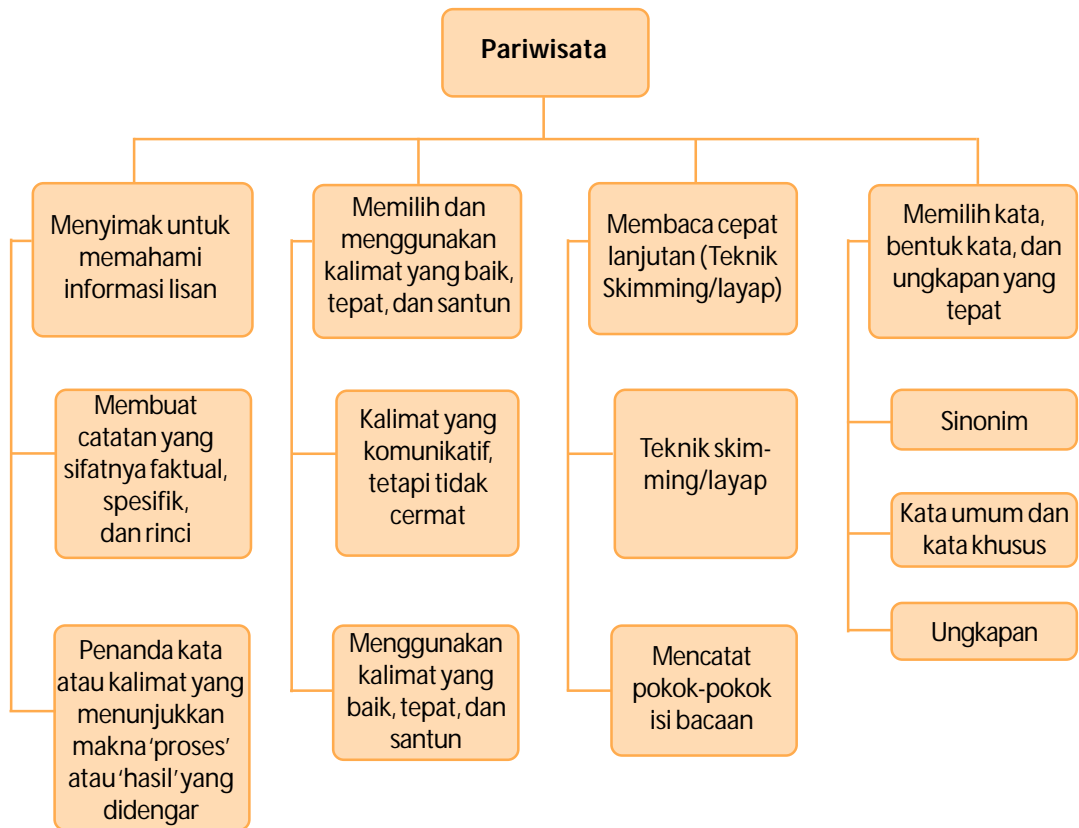 Pariwisata
Menyimak untuk
memahami
informasi lisan
Membuat
catatan yang
sifatnya faktual,
spesifik,
dan rinci
Penanda kata
atau kalimat yang
menunjukkan
makna ‘proses’
atau ‘hasil’ yang
didengar
Memilih dan
menggunakan
kalimat yang baik,
tepat, dan santun
Kalimat yang
komunikatif,
tetapi tidak
cermat
Menggunakan
kalimat yang
baik, tepat, dan
santun
Membaca cepat
lanjutan (Teknik
Skimming/layap)
Teknik skim-
ming/layap
Mencatat
pokok-pokok
isi bacaan
Memilih kata,
bentuk kata, dan
ungkapan yang
tepat
Sinonim
Kata umum dan
kata khusus
Ungkapan